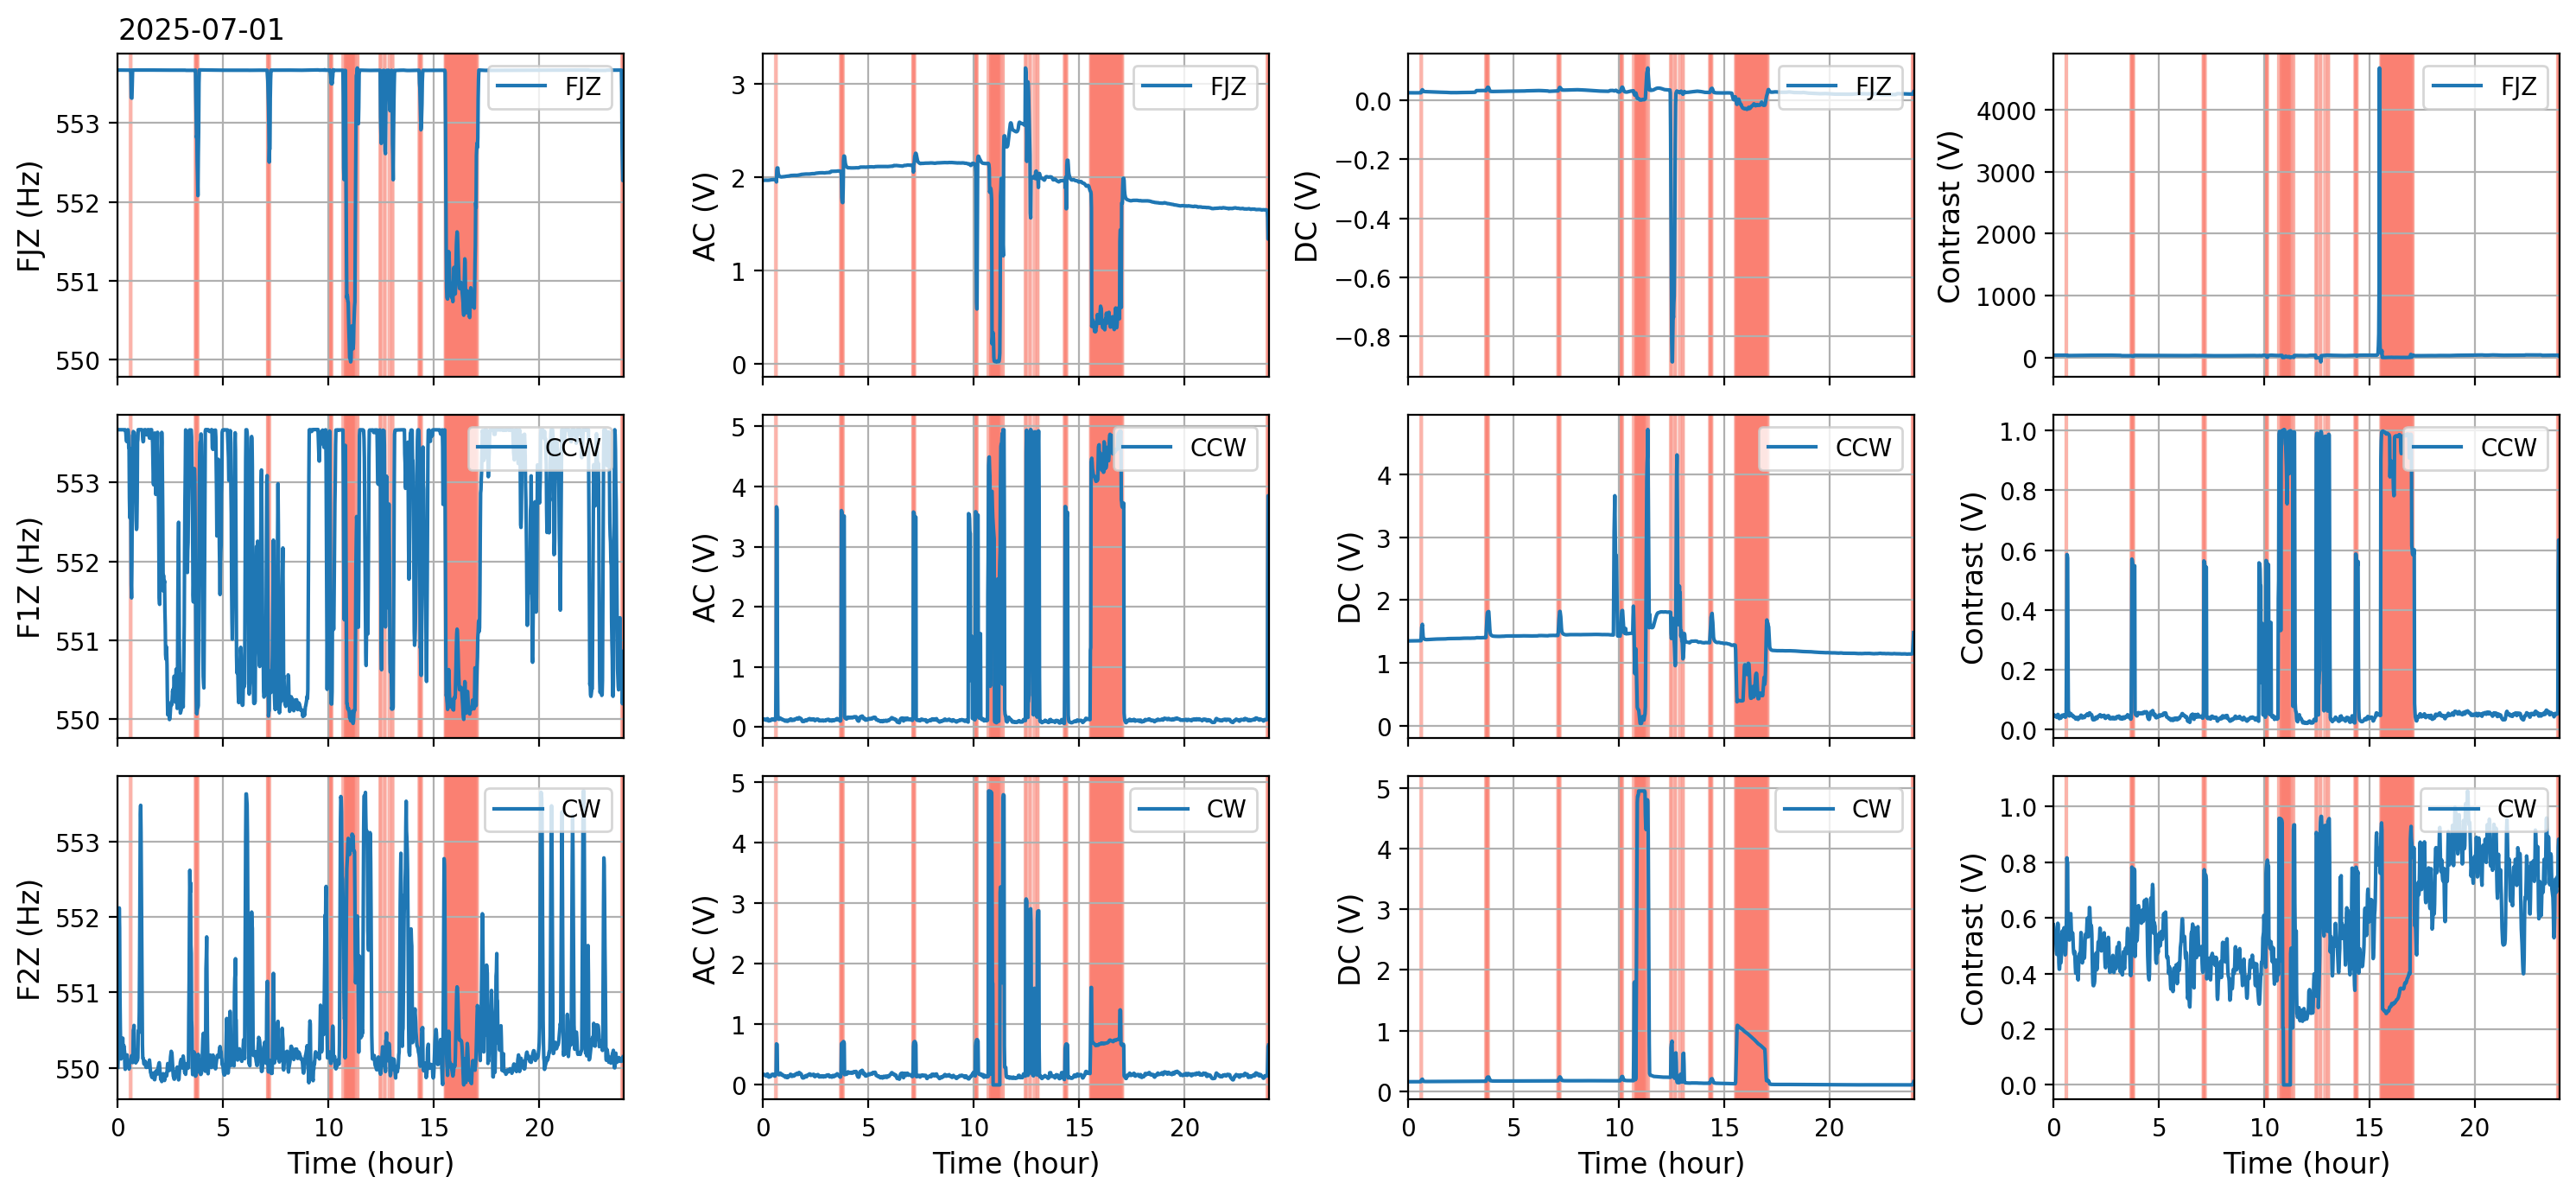 2025-07-01
FJZ (Hz)
553
552
551
550
FJZ
AC (V)
3
2
1
0
FJZ
DC (V)
0.0
−0.2
−0.4
−0.6
−0.8
FJZ
Contrast (V)
4000
3000
2000
1000
0
FJZ
F1Z (Hz)
553
552
551
550
CCW
AC (V)
5
4
3
2
1
0
CCW
DC (V)
4
3
2
1
0
CCW
Contrast (V)
1.0
0.8
0.6
0.4
0.2
0.0
CCW
F2Z (Hz)
553
552
551
550
CW
0 5 10 15 20
Time (hour)
AC (V)
5
4
3
2
1
0
CW
0 5 10 15 20
Time (hour)
DC (V)
5
4
3
2
1
0
CW
0 5 10 15 20
Time (hour)
Contrast (V)
1.0
0.8
0.6
0.4
0.2
0.0
CW
0 5 10 15 20
Time (hour)